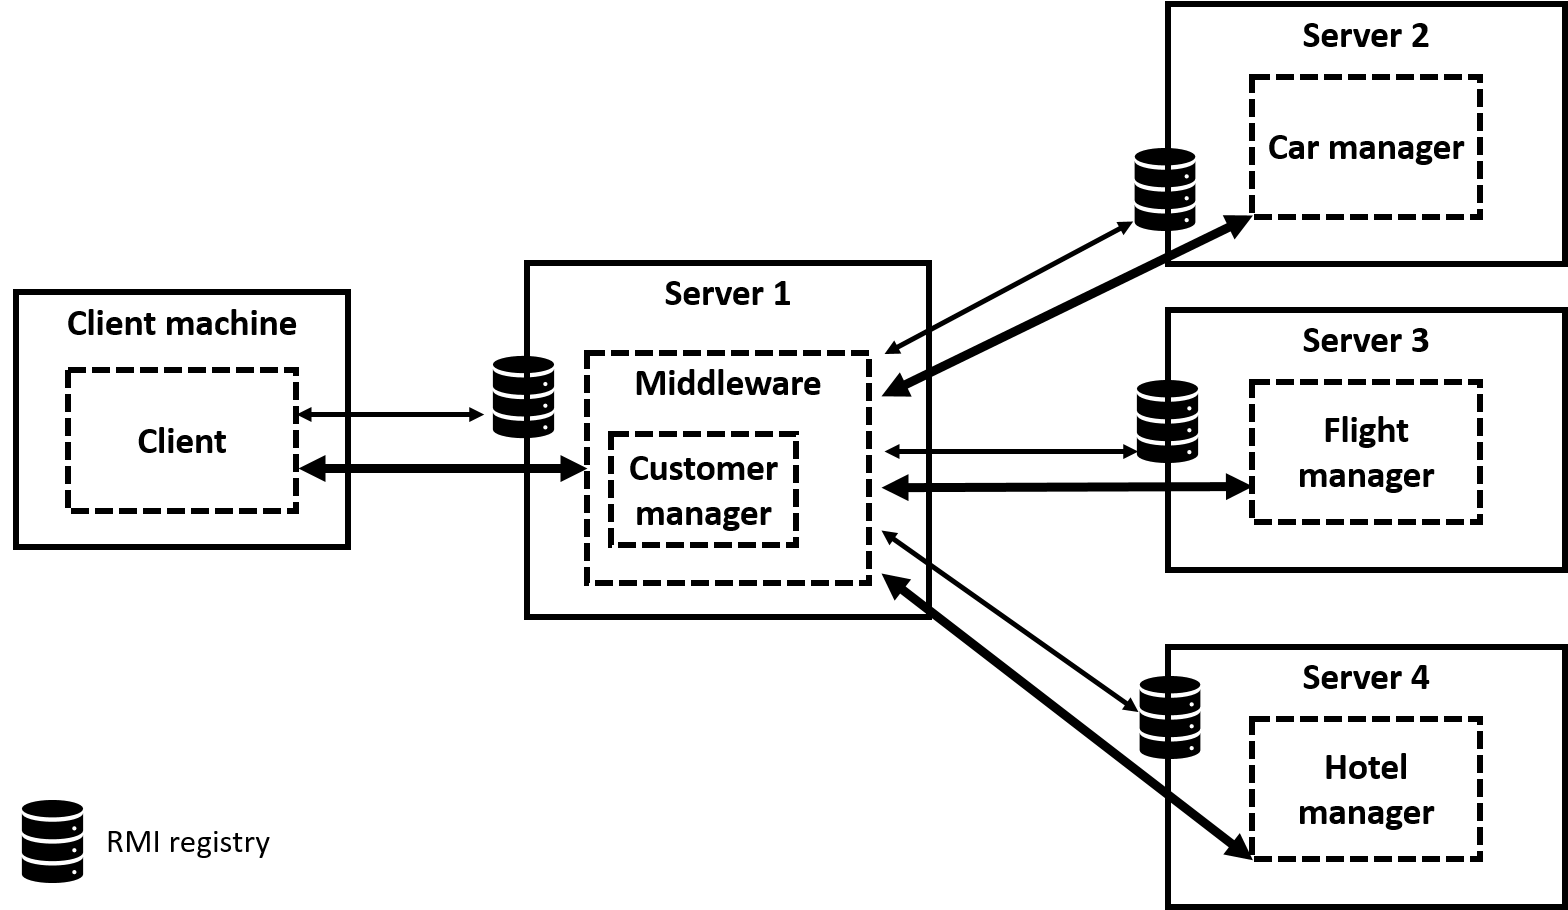 Server 2
Car manager
Client machine
Client
Server 1
Middleware
Customer
manager
Server 3
Flight
manager
Server 4
Hotel
manager
RMI registry